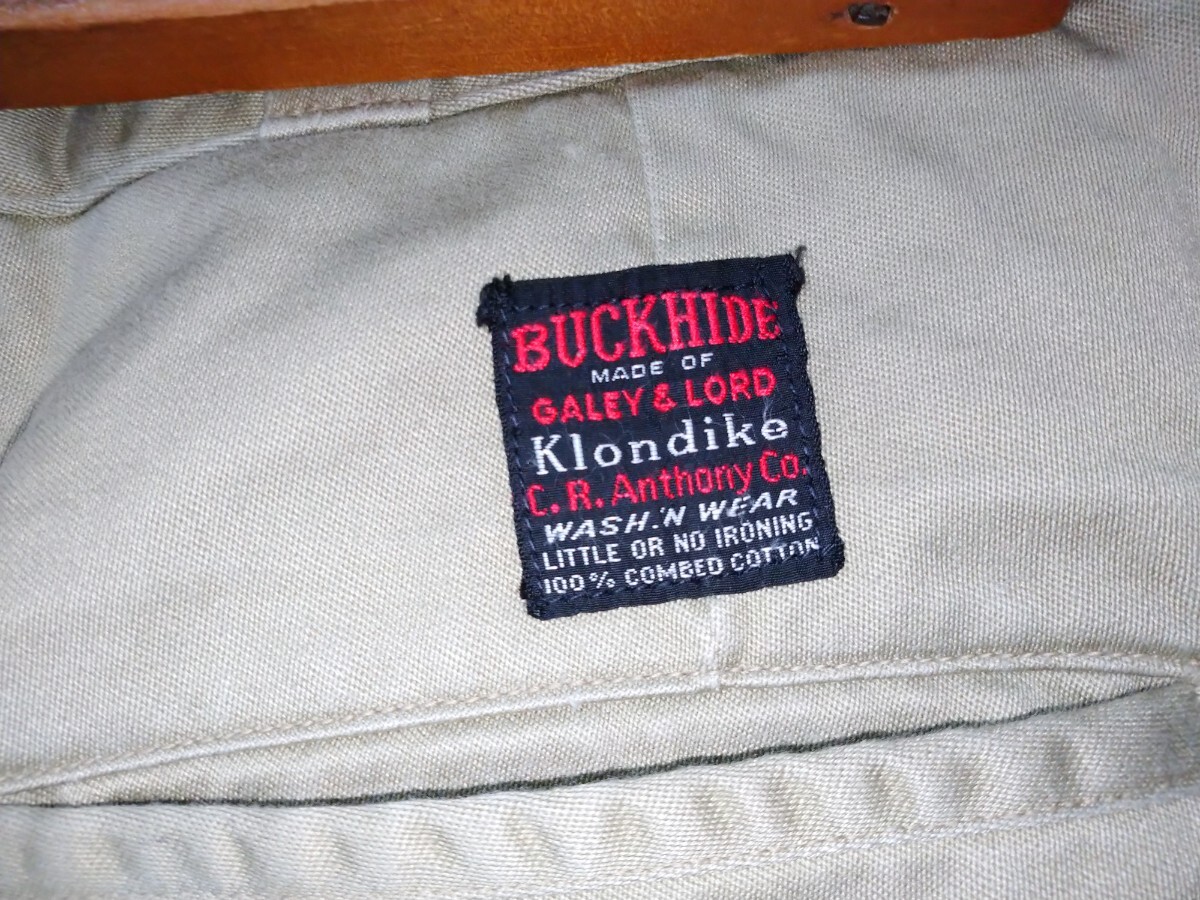 BUCKHIDE
MADE OF
GALEY & LORD
Klondike
C. R. Anthony Co.
WASH.'N WEAR
LITTLE OR NO IRONING
100% COMBED COTTON